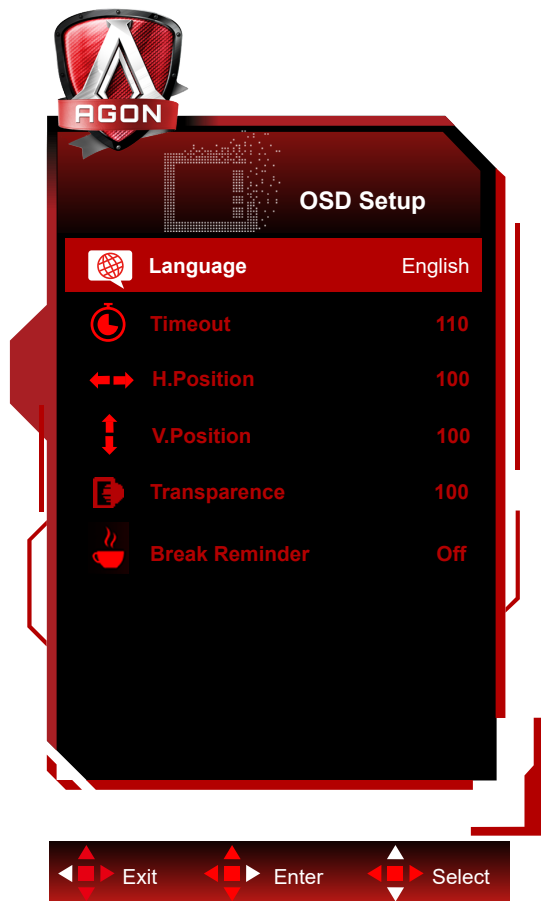 AGON
OSD Setup
Language English
Timeout 110
H.Position 100
V.Position 100
Transparence 100
Break Reminder Off
Exit Enter Select